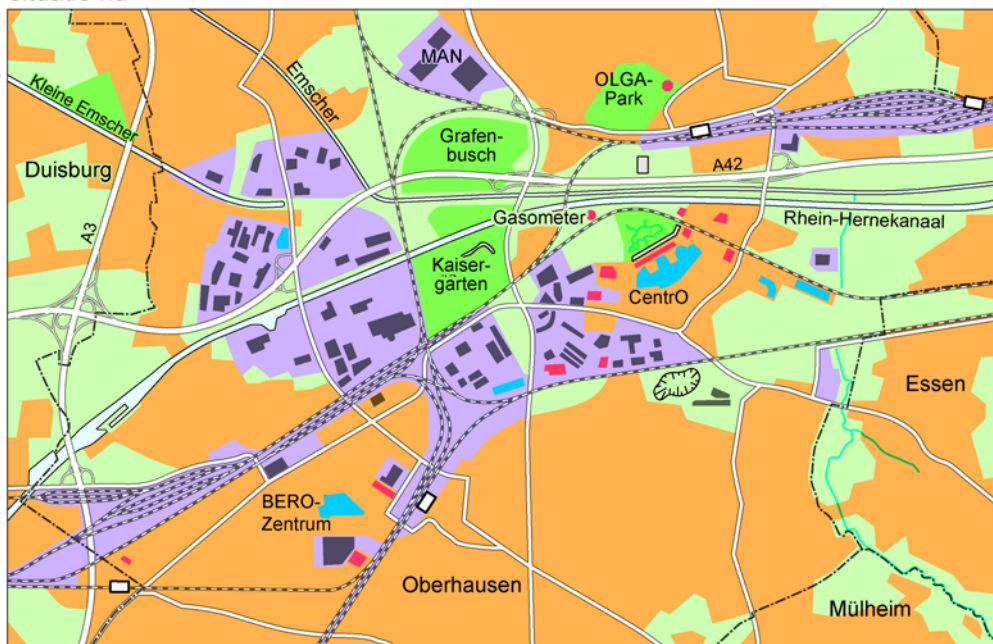 MAN
OLGA-
Park
Emscher
Kleine Emscher
Grafen-
busch
Duisburg
A42
A3
Gasometer
Rhein-Hernekanaal
Kaiser-
gärten
CentrO
Essen
BERO-
Zentrum
Oberhausen
Mülheim